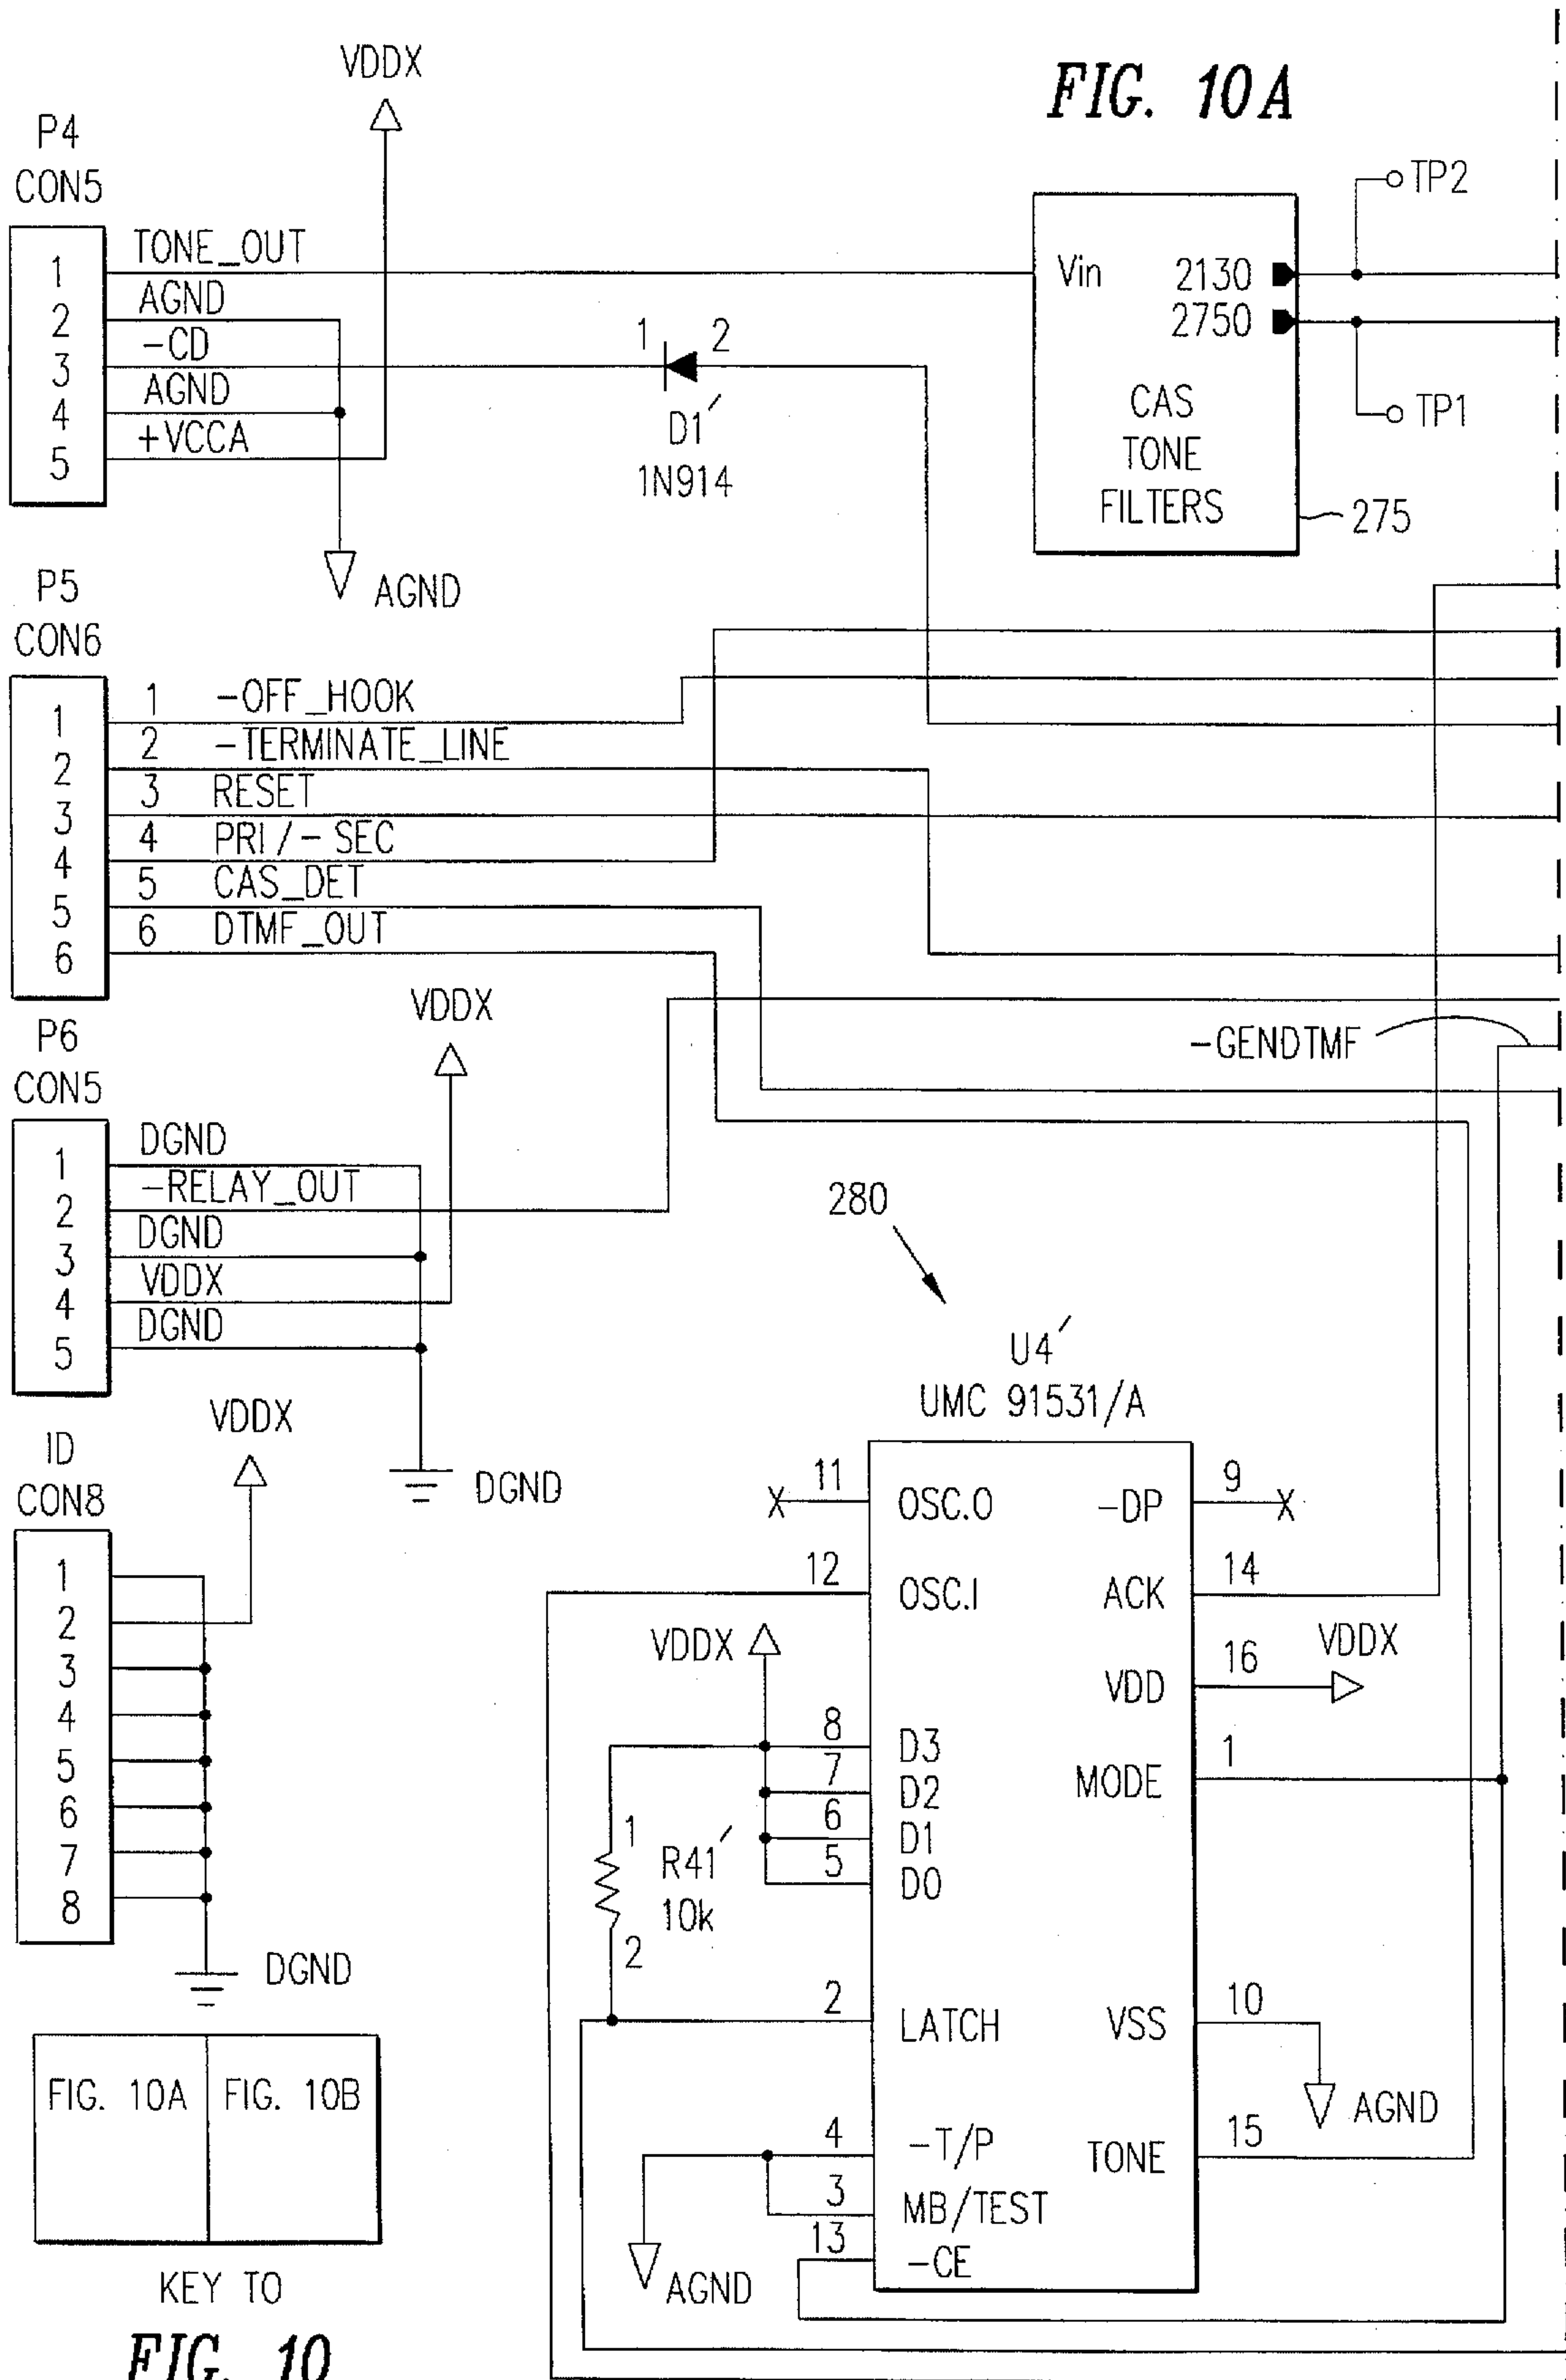 FIG. 10A
VDDX
P4
CON5
1 TONE_OUT
2 AGND
3 -CD
4 AGND
5 +VCCA
AGND
1 2
D1'
1N914
Vin 2130
2750
CAS
TONE
FILTERS
275
TP2
TP1
P5
CON6
1 1 -OFF_HOOK
2 2 -TERMINATE_LINE
3 3 RESET
4 4 PRI/-SEC
5 5 CAS_DET
6 6 DTMF_OUT
-GENDTMF
P6
CON5
VDDX
1 DGND
2 -RELAY_OUT
3 DGND
4 VDDX
5 DGND
DGND
ID
CON8
VDDX
1
2
3
4
5
6
7
8
DGND
280
U4'
UMC 91531/A
X 11 OSC.O
12 OSC.I
VDDX
8 D3
7 D2
6 D1
5 D0
1
R41'
10k
2
2 LATCH
4 -T/P
3 MB/TEST
13 -CE
AGND
-DP 9 X
ACK 14
VDD 16 VDDX
MODE 1
VSS 10
AGND
TONE 15
FIG. 10A FIG. 10B
KEY TO
FIG. 10